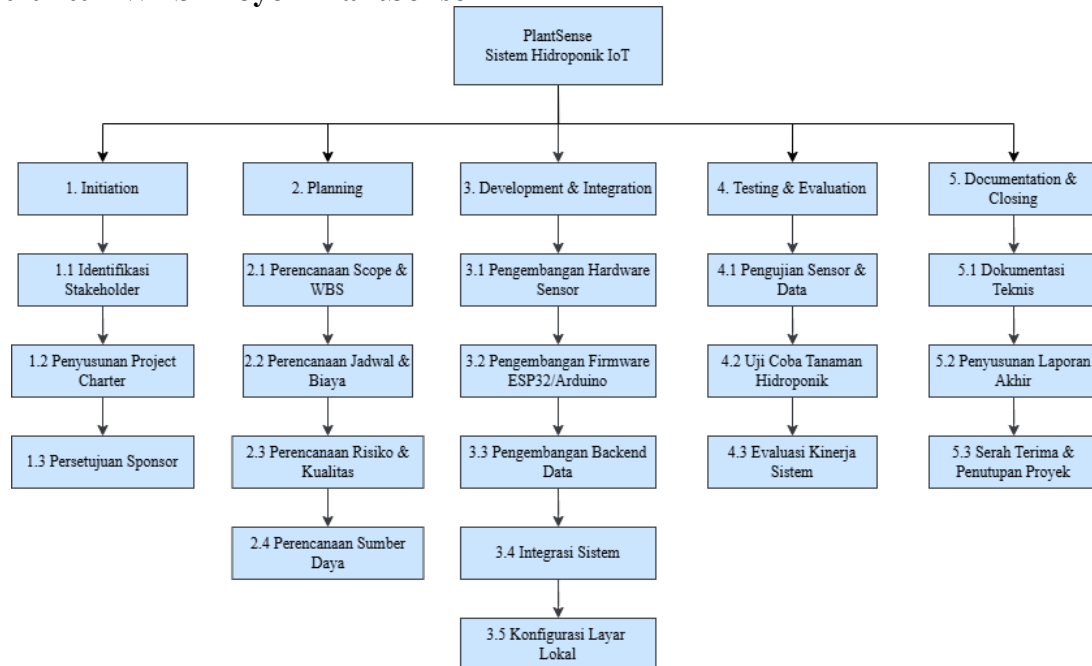 PlantSense
Sistem Hidroponik IoT
1. Initiation
2. Planning
3. Development & Integration
4. Testing & Evaluation
5. Documentation &
Closing
1.1 Identifikasi
Stakeholder
2.1 Perencanaan Scope &
WBS
3.1 Pengembangan Hardware
Sensor
4.1 Pengujian Sensor &
Data
5.1 Dokumentasi
Teknis
1.2 Penyusunan Project
Charter
2.2 Perencanaan Jadwal &
Biaya
3.2 Pengembangan Firmware
ESP32/Arduino
4.2 Uji Coba Tanaman
Hidroponik
5.2 Penyusunan Laporan
Akhir
1.3 Persetujuan Sponsor
2.3 Perencanaan Risiko &
Kualitas
3.3 Pengembangan Backend
Data
4.3 Evaluasi Kinerja
Sistem
5.3 Serah Terima &
Penutupan Proyek
2.4 Perencanaan Sumber
Daya
3.4 Integrasi Sistem
3.5 Konfigurasi Layar
Lokal